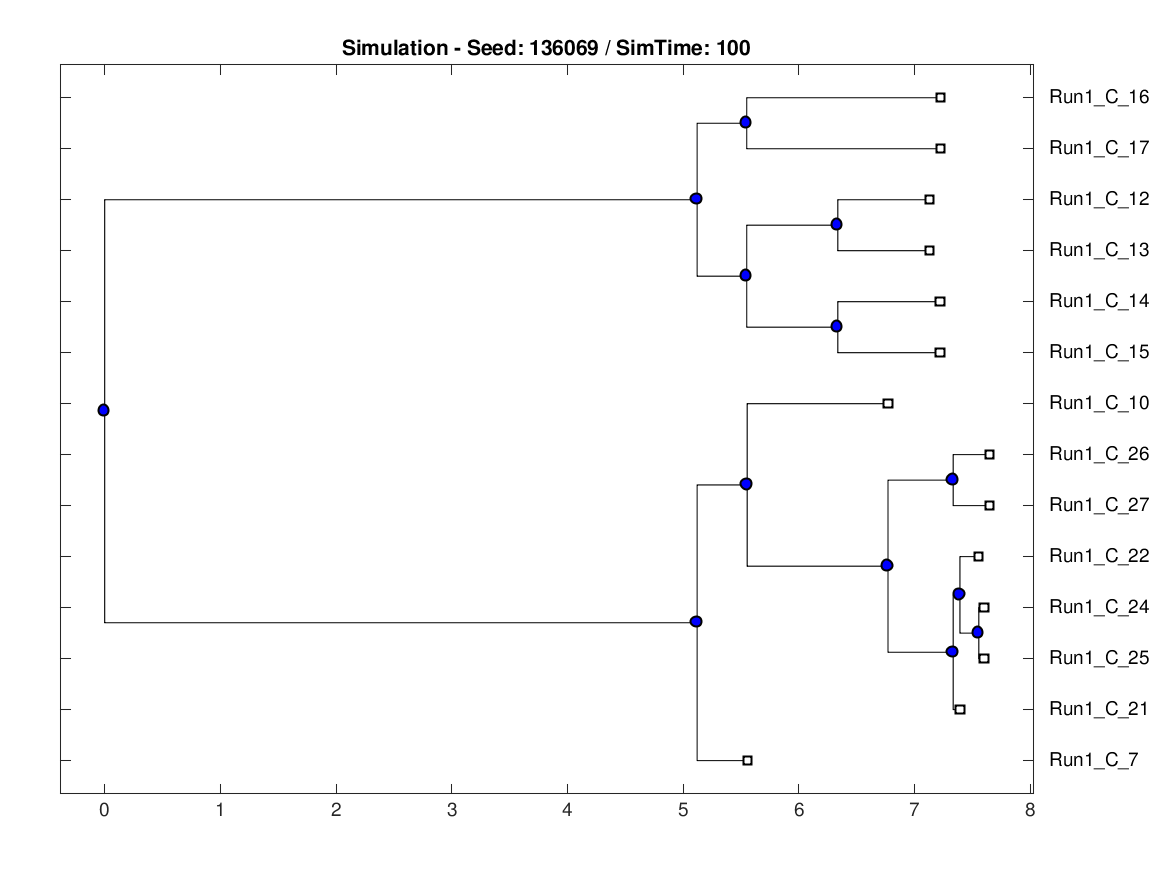 Simulation - Seed: 136069 / SimTime: 100
Run1_C_16
Run1_C_17
Run1_C_12
Run1_C_13
Run1_C_14
Run1_C_15
Run1_C_10
Run1_C_26
Run1_C_27
Run1_C_22
Run1_C_24
Run1_C_25
Run1_C_21
Run1_C_7
0 1 2 3 4 5 6 7 8